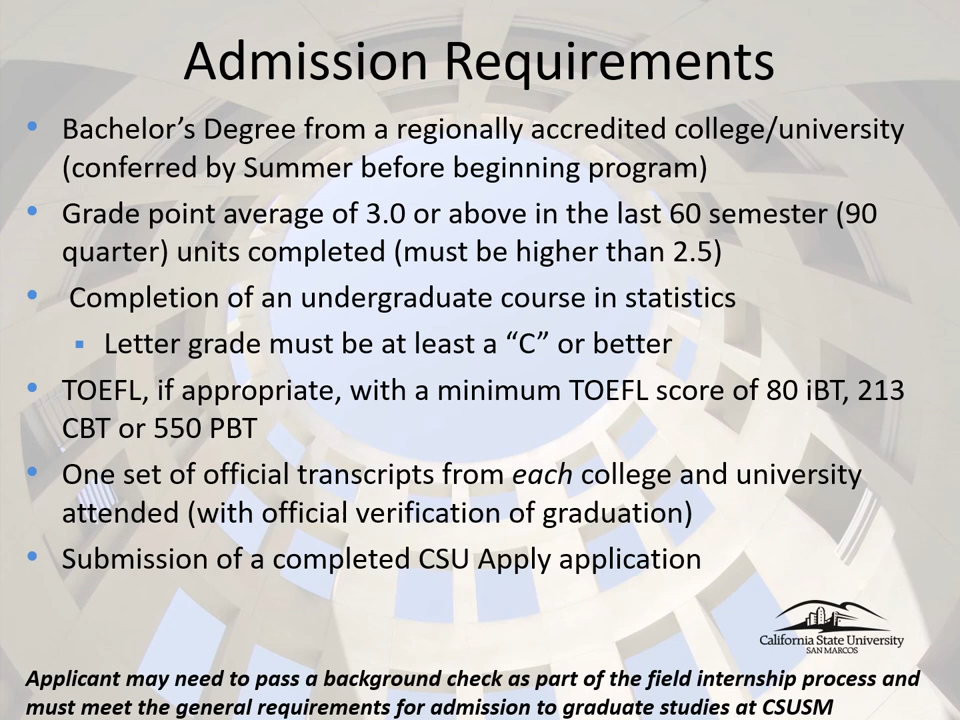 Admission Requirements
• Bachelor’s Degree from a regionally accredited college/university
(conferred by Summer before beginning program)
• Grade point average of 3.0 or above in the last 60 semester (90
quarter) units completed (must be higher than 2.5)
• Completion of an undergraduate course in statistics
▪ Letter grade must be at least a “C” or better
• TOEFL, if appropriate, with a minimum TOEFL score of 80 iBT, 213
CBT or 550 PBT
• One set of official transcripts from each college and university
attended (with official verification of graduation)
• Submission of a completed CSU Apply application
California State University
SAN MARCOS
Applicant may need to pass a background check as part of the field internship process and
must meet the general requirements for admission to graduate studies at CSUSM